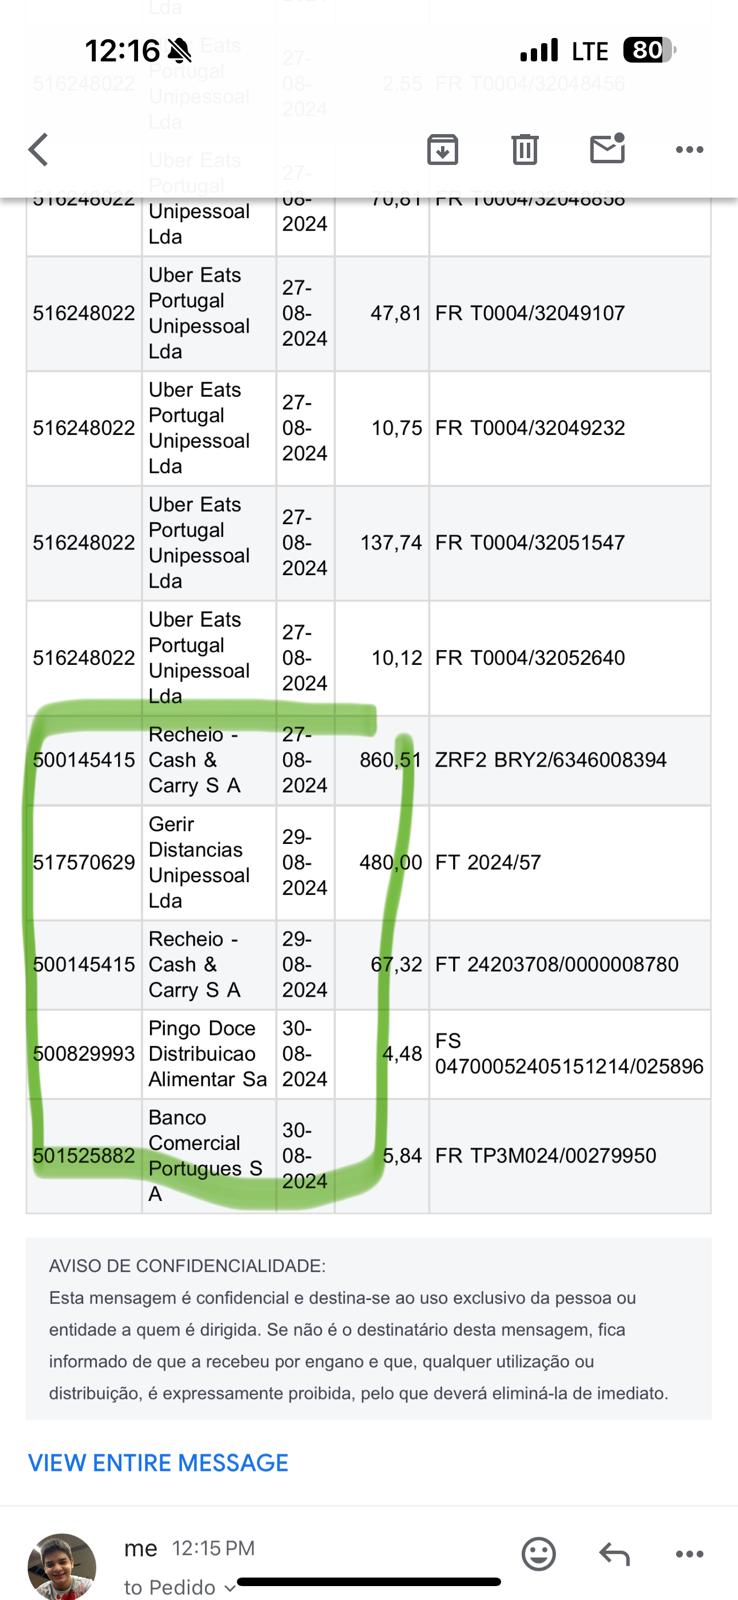 Lda
12:16
LTE 80
516248022 Uber Eats Portugal Unipessoal Lda 27-08-2024 2,55 FR T0004/32048456
516248022 Uber Eats Portugal Unipessoal Lda 27-08-2024 70,81 FR T0004/32048858
516248022 Uber Eats Portugal Unipessoal Lda 27-08-2024 47,81 FR T0004/32049107
516248022 Uber Eats Portugal Unipessoal Lda 27-08-2024 10,75 FR T0004/32049232
516248022 Uber Eats Portugal Unipessoal Lda 27-08-2024 137,74 FR T0004/32051547
516248022 Uber Eats Portugal Unipessoal Lda 27-08-2024 10,12 FR T0004/32052640
500145415 Recheio - Cash & Carry S A 27-08-2024 860,51 ZRF2 BRY2/6346008394
517570629 Gerir Distancias Unipessoal Lda 29-08-2024 480,00 FT 2024/57
500145415 Recheio - Cash & Carry S A 29-08-2024 67,32 FT 24203708/0000008780
500829993 Pingo Doce Distribuicao Alimentar Sa 30-08-2024 4,48 FS 04700052405151214/025896
501525882 Banco Comercial Portugues S A 30-08-2024 5,84 FR TP3M024/00279950
AVISO DE CONFIDENCIALIDADE:
Esta mensagem é confidencial e destina-se ao uso exclusivo da pessoa ou
entidade a quem é dirigida. Se não é o destinatário desta mensagem, fica
informado de que a recebeu por engano e que, qualquer utilização ou
distribuição, é expressamente proibida, pelo que deverá eliminá-la de imediato.
VIEW ENTIRE MESSAGE
me 12:15 PM
to Pedido